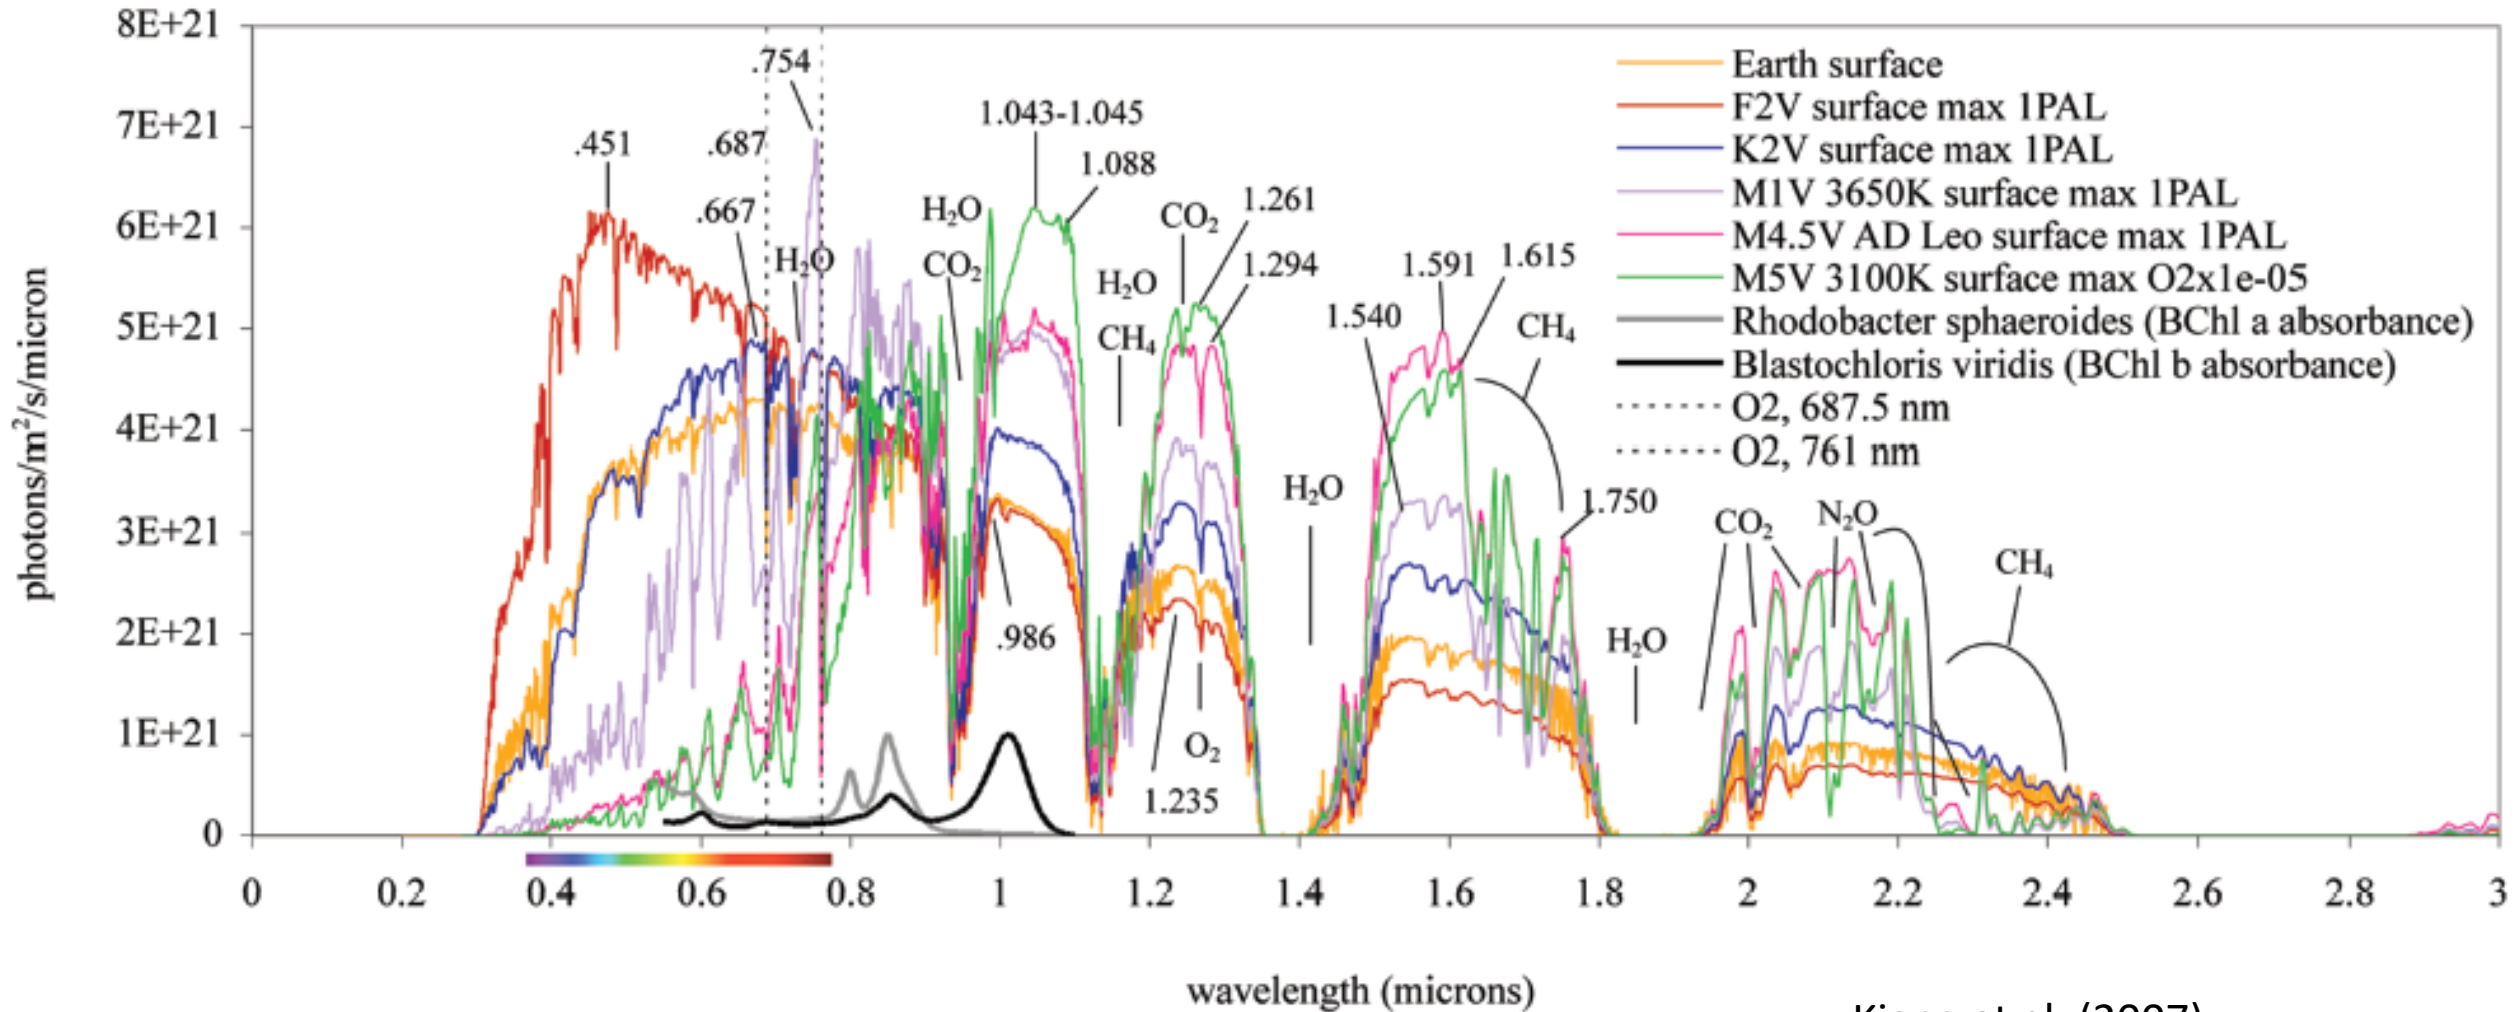 8E+21
7E+21
6E+21
5E+21
4E+21
3E+21
2E+21
1E+21
0
photons/m²/s/micron
.754
.451
.687
.667
H₂O
H₂O
CO₂
1.043-1.045
1.088
.986
H₂O
CH₄
CO₂
1.261
1.294
O₂
1.235
H₂O
1.540
1.591
1.615
CH₄
1.750
H₂O
CO₂
N₂O
CH₄
Earth surface
F2V surface max 1PAL
K2V surface max 1PAL
M1V 3650K surface max 1PAL
M4.5V AD Leo surface max 1PAL
M5V 3100K surface max O2x1e-05
Rhodobacter sphaeroides (BChl a absorbance)
Blastochloris viridis (BChl b absorbance)
O2, 687.5 nm
O2, 761 nm
0 0.2 0.4 0.6 0.8 1 1.2 1.4 1.6 1.8 2 2.2 2.4 2.6 2.8 3
wavelength (microns)